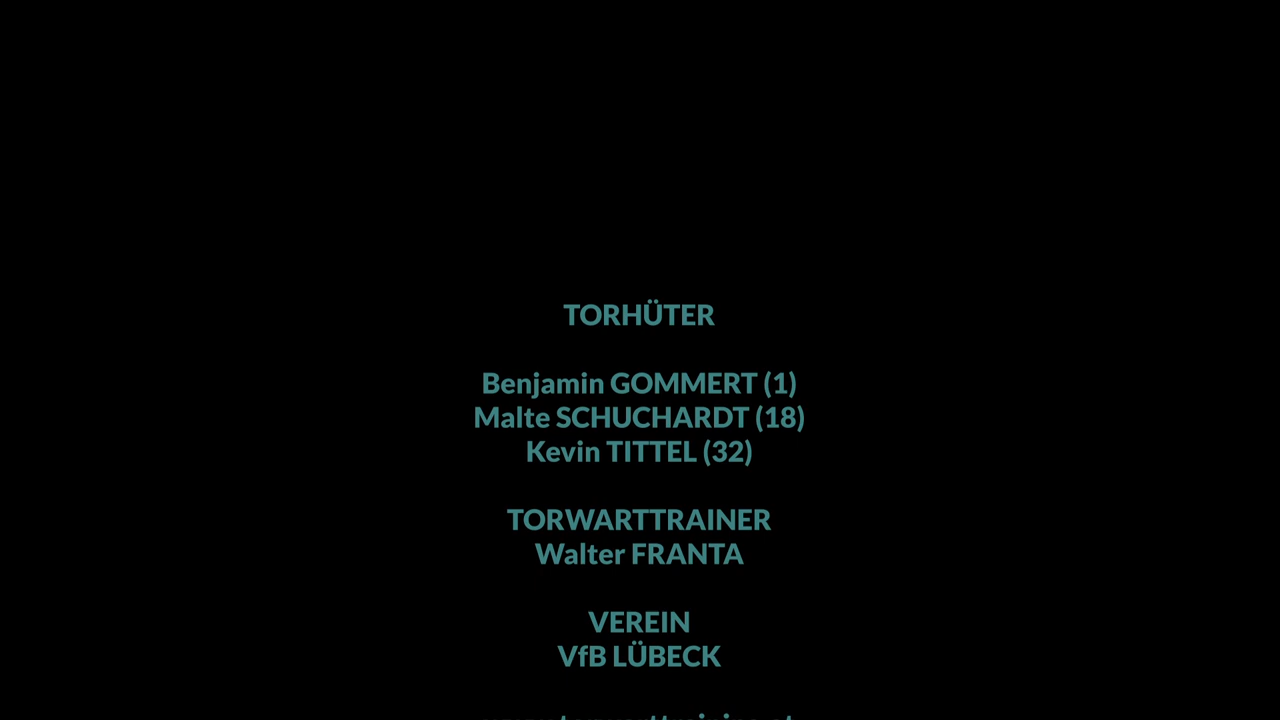 TORHÜTER
Benjamin GOMMERT (1)
Malte SCHUCHARDT (18)
Kevin TITTEL (32)
TORWARTTRAINER
Walter FRANTA
VEREIN
VfB LÜBECK